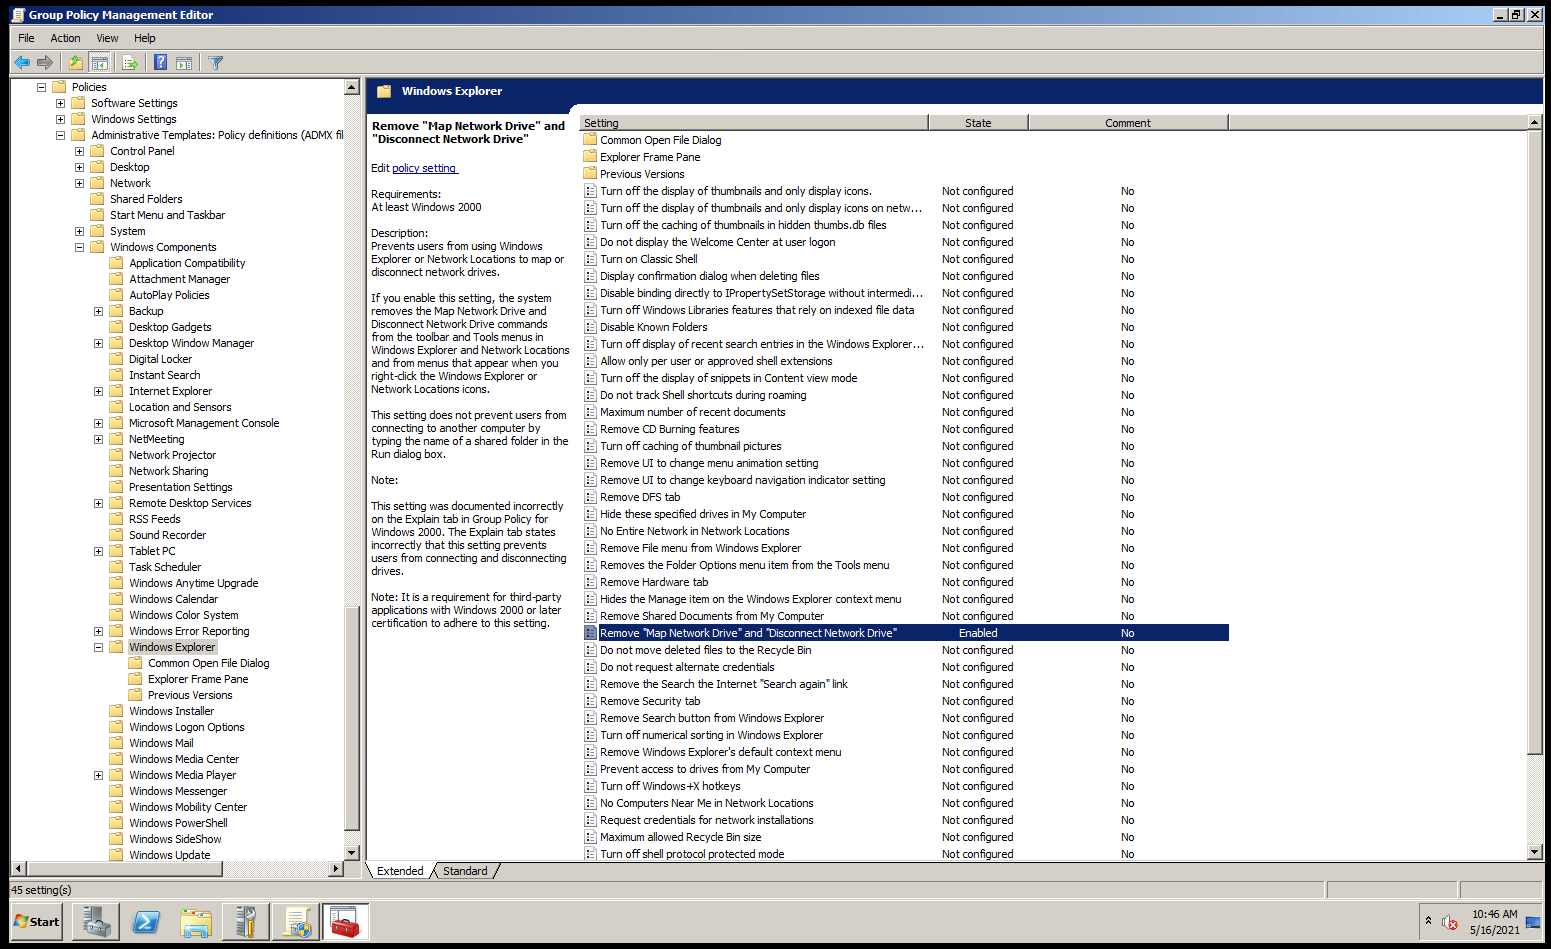 Group Policy Management Editor
File Action View Help
Policies
Software Settings
Windows Settings
Administrative Templates: Policy definitions (ADMX fil
Control Panel
Desktop
Network
Shared Folders
Start Menu and Taskbar
System
Windows Components
Application Compatibility
Attachment Manager
AutoPlay Policies
Backup
Desktop Gadgets
Desktop Window Manager
Digital Locker
Instant Search
Internet Explorer
Location and Sensors
Microsoft Management Console
NetMeeting
Network Projector
Network Sharing
Presentation Settings
Remote Desktop Services
RSS Feeds
Sound Recorder
Tablet PC
Task Scheduler
Windows Anytime Upgrade
Windows Calendar
Windows Color System
Windows Error Reporting
Windows Explorer
Common Open File Dialog
Explorer Frame Pane
Previous Versions
Windows Installer
Windows Logon Options
Windows Mail
Windows Media Center
Windows Media Player
Windows Messenger
Windows Mobility Center
Windows PowerShell
Windows SideShow
Windows Update
Windows Explorer
Remove "Map Network Drive" and
"Disconnect Network Drive"
Edit policy setting
Requirements:
At least Windows 2000
Description:
Prevents users from using Windows
Explorer or Network Locations to map or
disconnect network drives.
If you enable this setting, the system
removes the Map Network Drive and
Disconnect Network Drive commands
from the toolbar and Tools menus in
Windows Explorer and Network Locations
and from menus that appear when you
right-click the Windows Explorer or
Network Locations icons.
This setting does not prevent users from
connecting to another computer by
typing the name of a shared folder in the
Run dialog box.
Note:
This setting was documented incorrectly
on the Explain tab in Group Policy for
Windows 2000. The Explain tab states
incorrectly that this setting prevents
users from connecting and disconnecting
drives.
Note: It is a requirement for third-party
applications with Windows 2000 or later
certification to adhere to this setting.
Setting State Comment
Common Open File Dialog
Explorer Frame Pane
Previous Versions
Turn off the display of thumbnails and only display icons. Not configured No
Turn off the display of thumbnails and only display icons on netw... Not configured No
Turn off the caching of thumbnails in hidden thumbs.db files Not configured No
Do not display the Welcome Center at user logon Not configured No
Turn on Classic Shell Not configured No
Display confirmation dialog when deleting files Not configured No
Disable binding directly to IPropertySetStorage without intermedi... Not configured No
Turn off Windows Libraries features that rely on indexed file data Not configured No
Disable Known Folders Not configured No
Turn off display of recent search entries in the Windows Explorer... Not configured No
Allow only per user or approved shell extensions Not configured No
Turn off the display of snippets in Content view mode Not configured No
Do not track Shell shortcuts during roaming Not configured No
Maximum number of recent documents Not configured No
Remove CD Burning features Not configured No
Turn off caching of thumbnail pictures Not configured No
Remove UI to change menu animation setting Not configured No
Remove UI to change keyboard navigation indicator setting Not configured No
Remove DFS tab Not configured No
Hide these specified drives in My Computer Not configured No
No Entire Network in Network Locations Not configured No
Remove File menu from Windows Explorer Not configured No
Removes the Folder Options menu item from the Tools menu Not configured No
Remove Hardware tab Not configured No
Hides the Manage item on the Windows Explorer context menu Not configured No
Remove Shared Documents from My Computer Not configured No
Remove "Map Network Drive" and "Disconnect Network Drive" Enabled No
Do not move deleted files to the Recycle Bin Not configured No
Do not request alternate credentials Not configured No
Remove the Search the Internet "Search again" link Not configured No
Remove Security tab Not configured No
Remove Search button from Windows Explorer Not configured No
Turn off numerical sorting in Windows Explorer Not configured No
Remove Windows Explorer's default context menu Not configured No
Prevent access to drives from My Computer Not configured No
Turn off Windows+X hotkeys Not configured No
No Computers Near Me in Network Locations Not configured No
Request credentials for network installations Not configured No
Maximum allowed Recycle Bin size Not configured No
Turn off shell protocol protected mode Not configured No
Extended Standard
45 setting(s)
Start
10:46 AM
5/16/2021